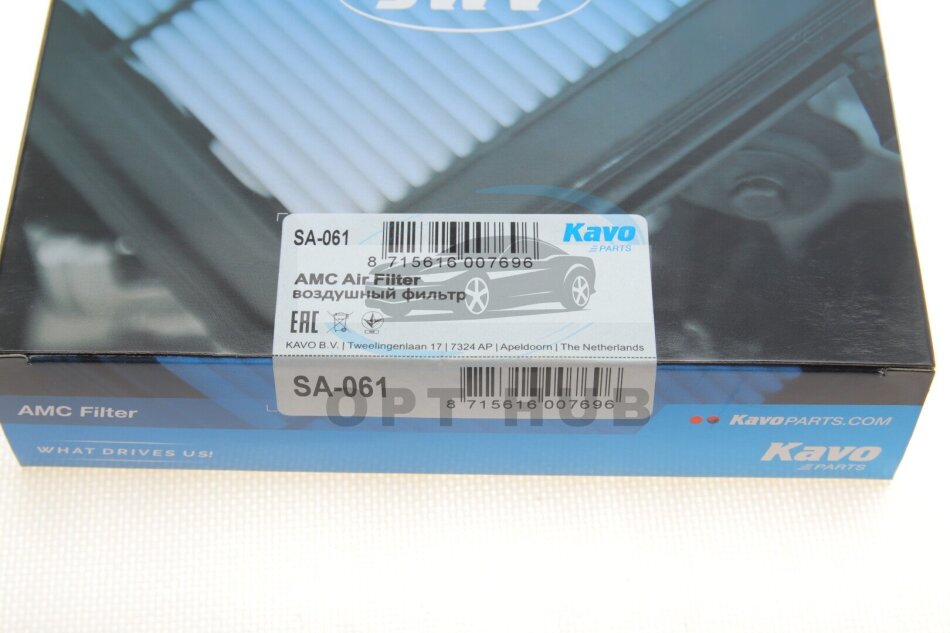 SA-061
Kavo
PARTS
8 715616 007696
AMC Air Filter
воздушный фильтр
EAC
KAVO B.V. | Tweelingenlaan 17 | 7324 AP | Apeldoorn | The Netherlands
SA-061
8 715616 007696
OPT HUB
AMC Filter
KAVOPARTS.COM
WHAT DRIVES US!
Kavo
PARTS